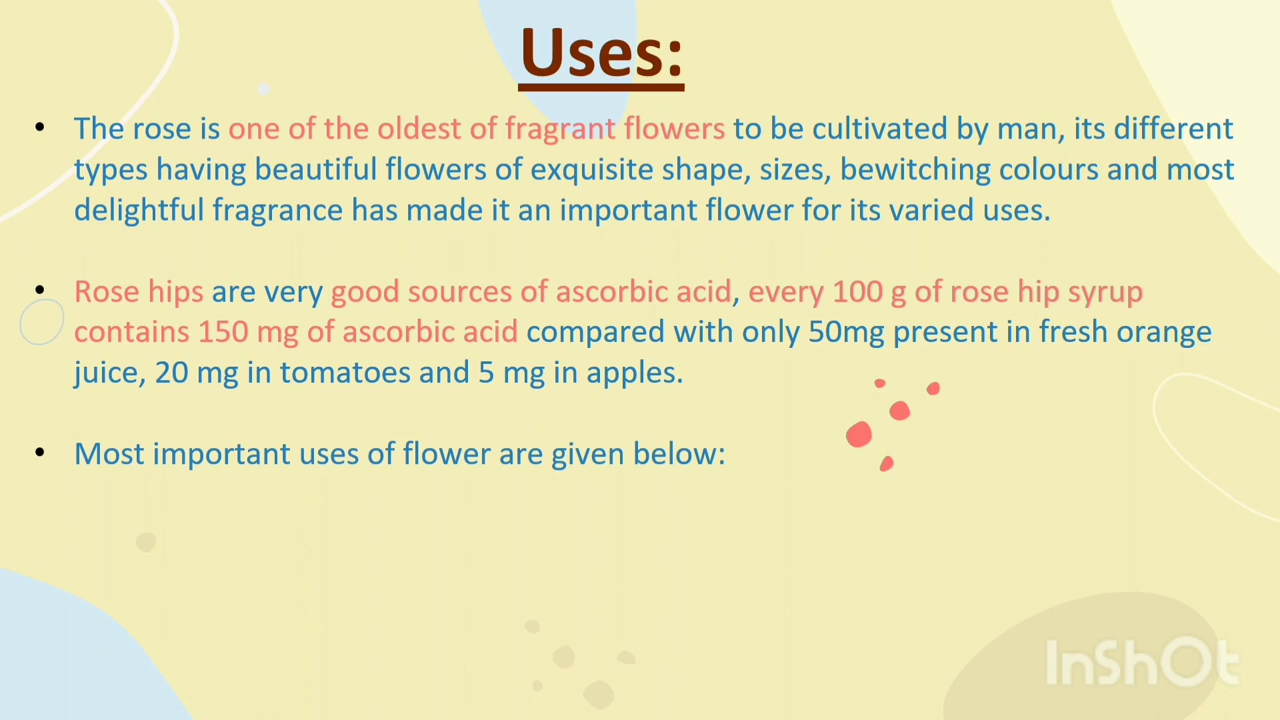 Uses:
• The rose is one of the oldest of fragrant flowers to be cultivated by man, its different
types having beautiful flowers of exquisite shape, sizes, bewitching colours and most
delightful fragrance has made it an important flower for its varied uses.
• Rose hips are very good sources of ascorbic acid, every 100 g of rose hip syrup
contains 150 mg of ascorbic acid compared with only 50mg present in fresh orange
juice, 20 mg in tomatoes and 5 mg in apples.
• Most important uses of flower are given below:
InShOt